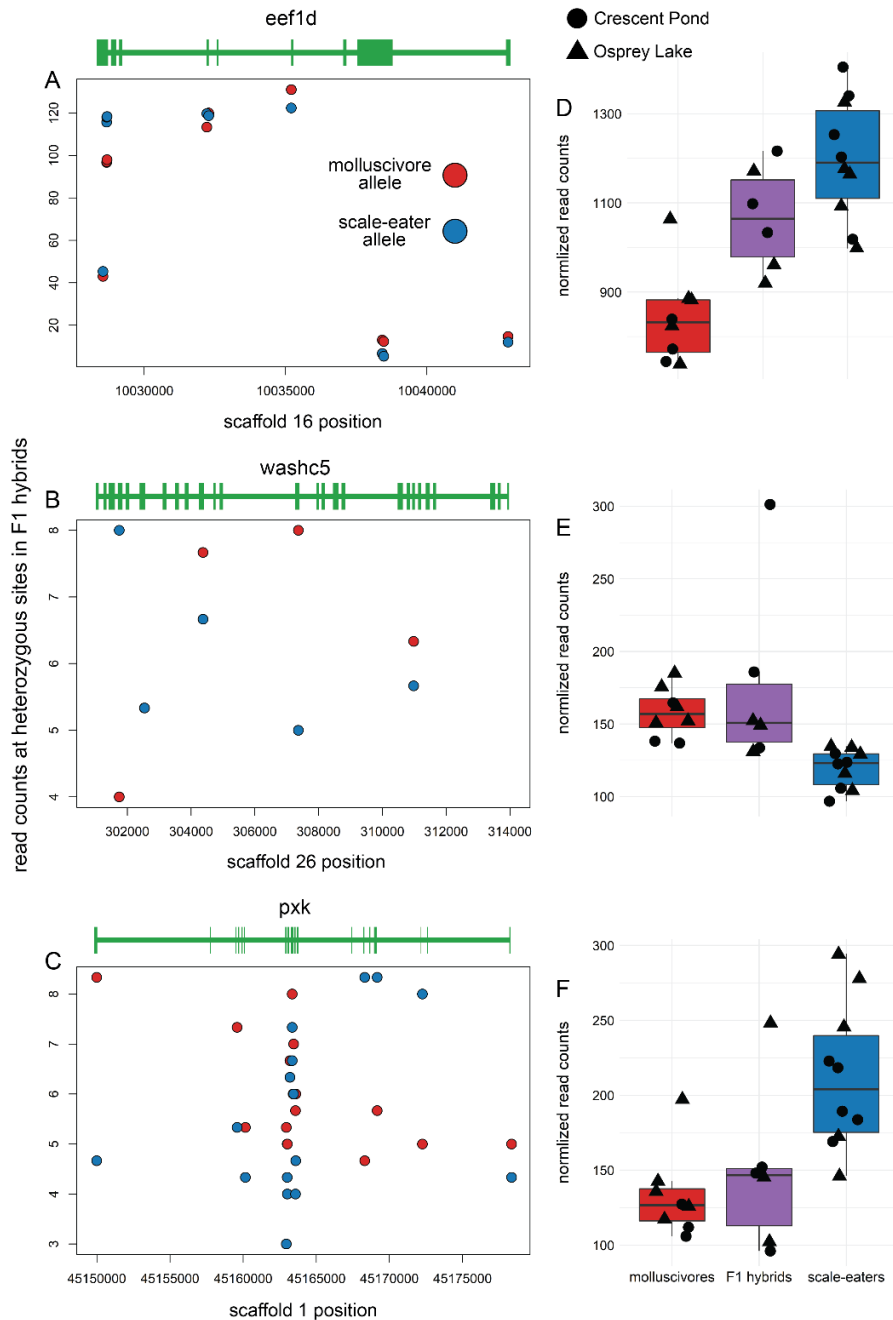 eef1d
Crescent Pond
Osprey Lake
A
120
100
80
60
40
20
molluscivore
allele
scale-eater
allele
10030000 10035000 10040000
scaffold 16 position
D
normlized read counts
1300
1100
900
read counts at heterozygous sites in F1 hybrids
washc5
B
8
7
6
5
4
302000 304000 306000 308000 310000 312000 314000
scaffold 26 position
E
normlized read counts
300
250
200
150
100
pxk
C
8
7
6
5
4
3
45150000 45155000 45160000 45165000 45170000 45175000
scaffold 1 position
F
normlized read counts
300
250
200
150
100
molluscivores F1 hybrids scale-eaters